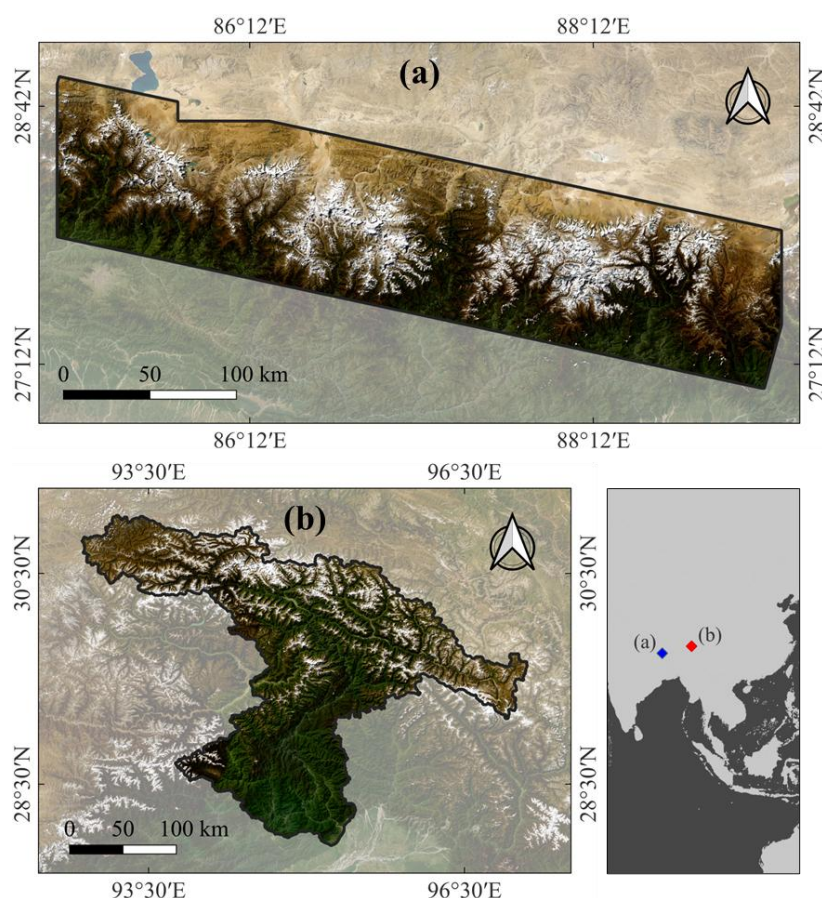 86°12′E 88°12′E
(a)
28°42′N 28°42′N
27°12′N 27°12′N
0 50 100 km
86°12′E 88°12′E
93°30′E 96°30′E
(b)
30°30′N 30°30′N
(a) (b)
28°30′N 28°30′N
0 50 100 km
93°30′E 96°30′E